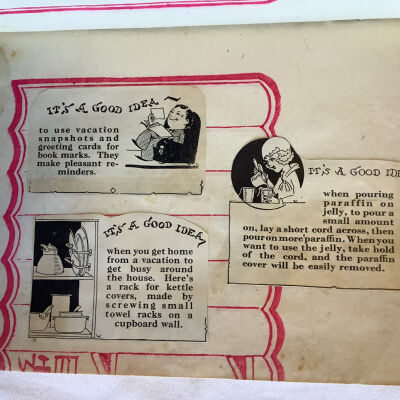 IT'S A GOOD IDEA
to use vacation
snapshots and
greeting cards for
book marks. They
make pleasant re-
minders.
IT'S A GOOD IDE
when pouring
paraffin on
jelly, to pour a
small amount
on, lay a short cord across, then
pour on more paraffin. When you
want to use the jelly, take hold
of the cord, and the paraffin
cover will be easily removed.
IT'S A GOOD IDEA
when you get home
from a vacation to
get busy around
the house. Here's
a rack for kettle
covers, made by
screwing small
towel racks on a
cupboard wall.